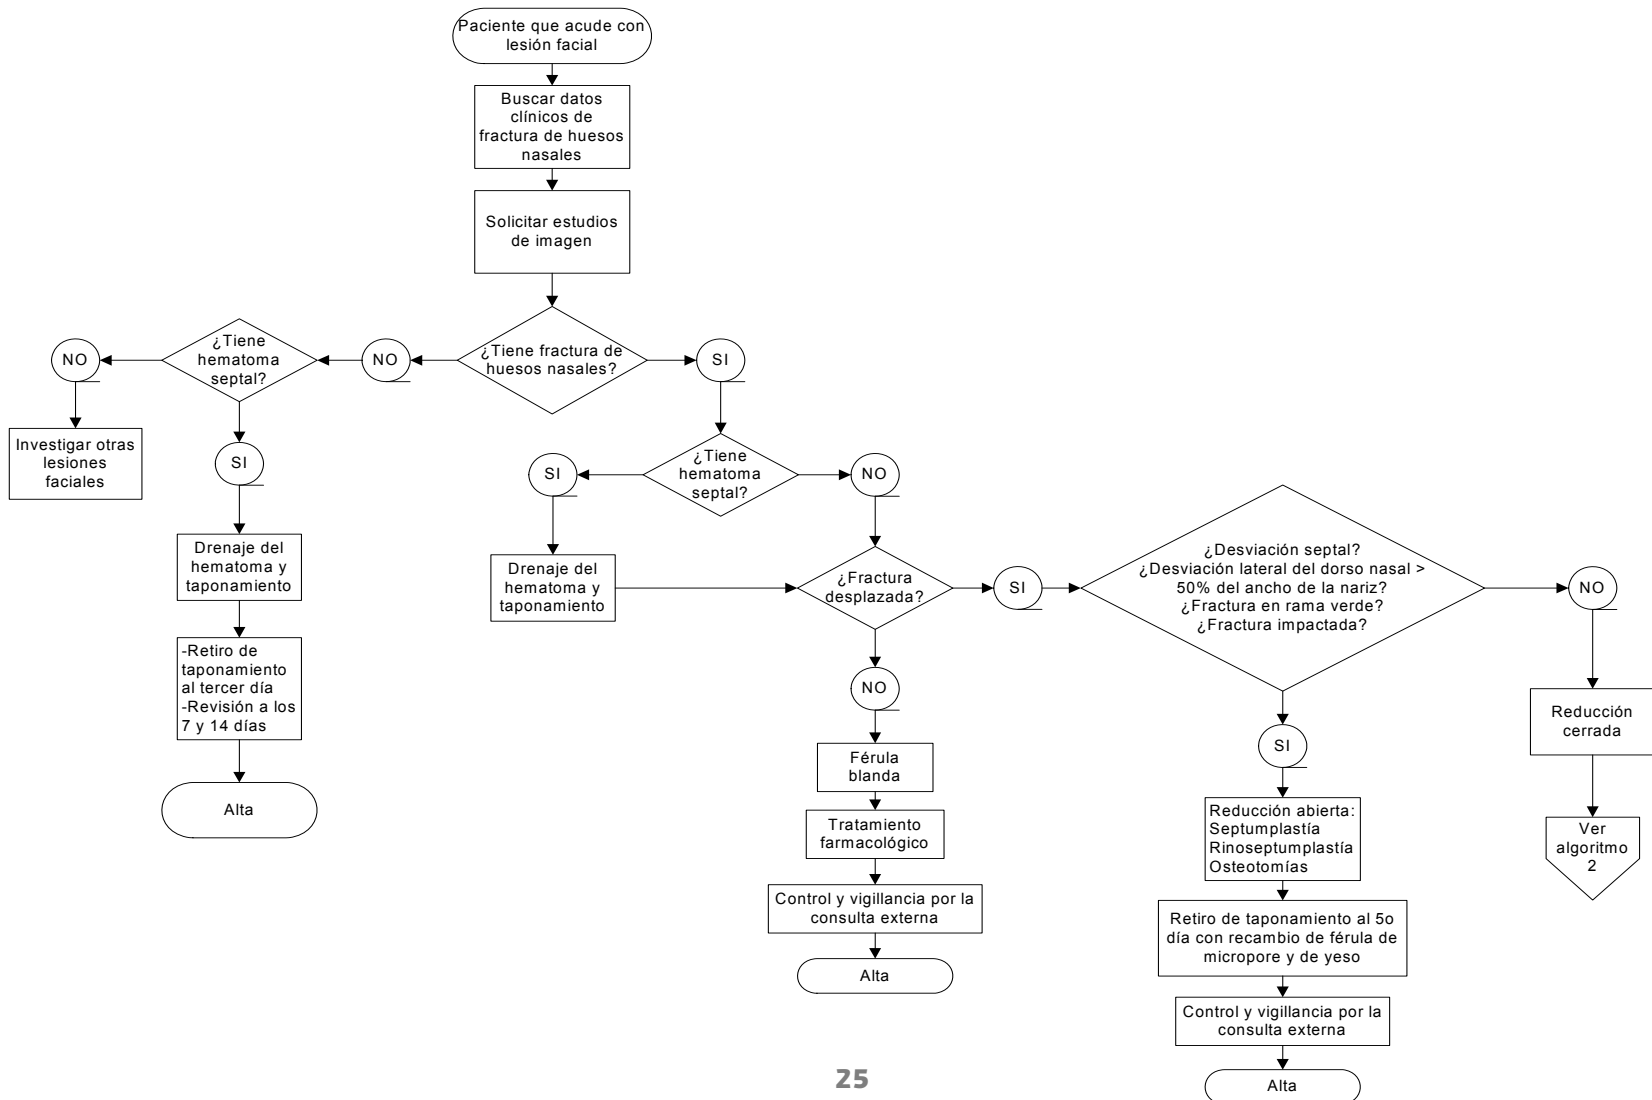 Paciente que acude con
lesión facial
Buscar datos
clínicos de
fractura de huesos
nasales
Solicitar estudios
de imagen
¿Tiene fractura de
huesos nasales?
NO
SI
¿Tiene
hematoma
septal?
NO
Investigar otras
lesiones
faciales
SI
Drenaje del
hematoma y
taponamiento
-Retiro de
taponamiento
al tercer día
-Revisión a los
7 y 14 días
Alta
¿Tiene
hematoma
septal?
SI
NO
Drenaje del
hematoma y
taponamiento
¿Fractura
desplazada?
SI
NO
Férula
blanda
Tratamiento
farmacológico
Control y vigillancia por la
consulta externa
Alta
¿Desviación septal?
¿Desviación lateral del dorso nasal >
50% del ancho de la nariz?
¿Fractura en rama verde?
¿Fractura impactada?
NO
SI
Reducción
cerrada
Ver
algoritmo
2
Reducción abierta:
Septumplastía
Rinoseptumplastía
Osteotomías
Retiro de taponamiento al 5o
día con recambio de férula de
micropore y de yeso
Control y vigillancia por la
consulta externa
Alta
25